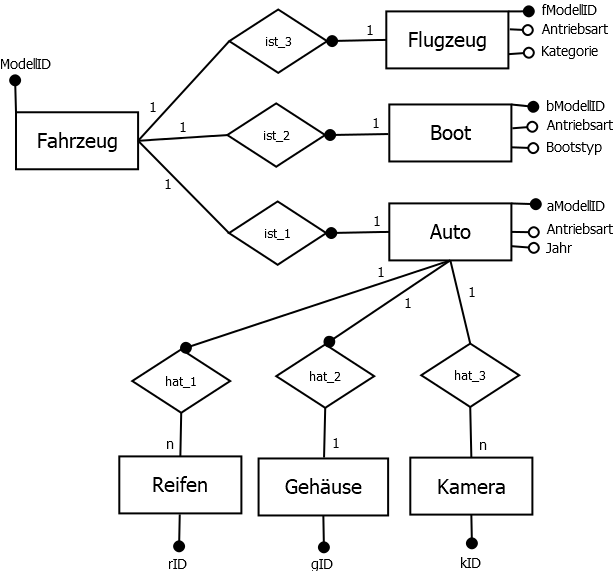 fModellID
1
Flugzeug
Antriebsart
ist_3
Kategorie
ModellID
1
bModellID
1
1
Antriebsart
Fahrzeug
ist_2
Boot
Bootstyp
1
aModellID
1
ist_1
Auto
Antriebsart
Jahr
1
1
1
hat_1
hat_2
hat_3
n
1
n
Reifen
Gehäuse
Kamera
rID
gID
kID